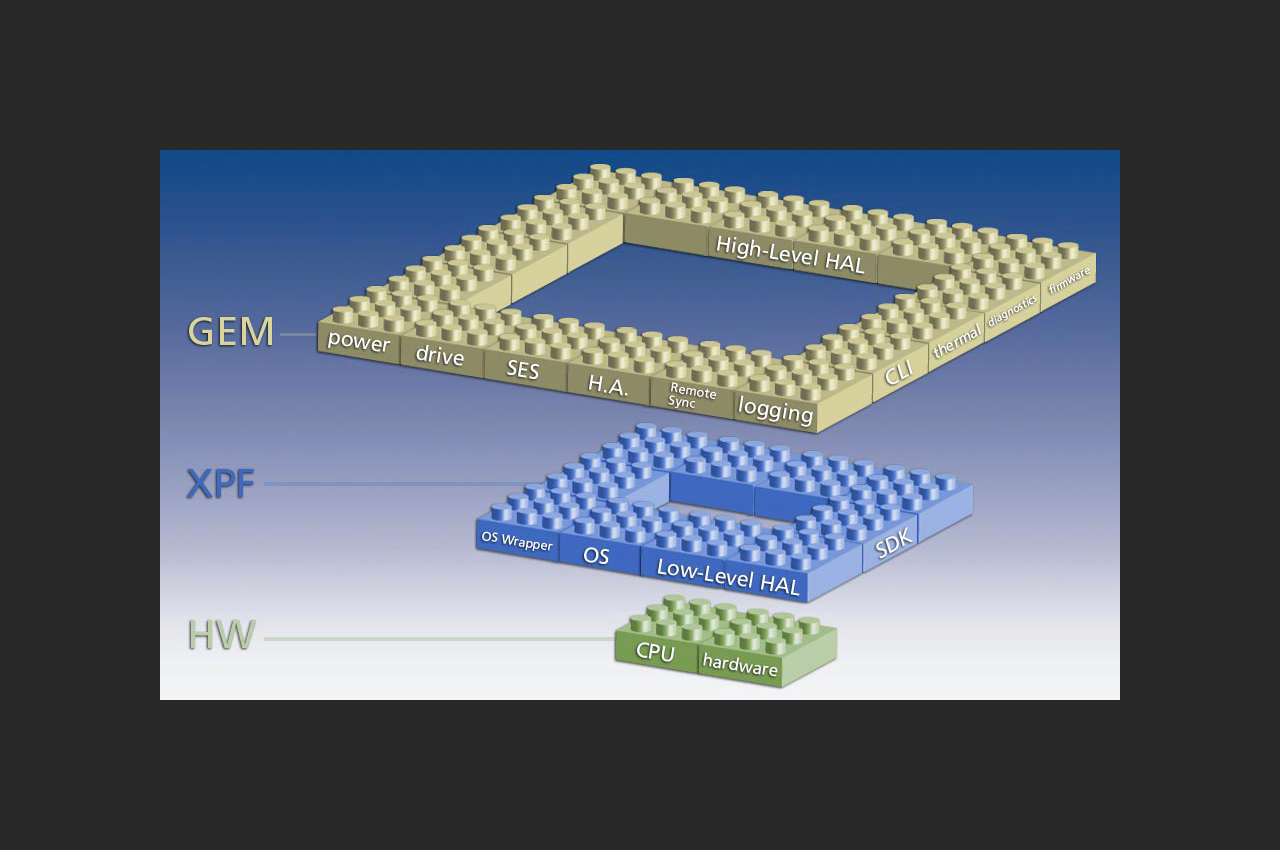 High-Level HAL
GEM
power
drive
SES
H.A.
Remote
Sync
logging
CLI
thermal
diagnostics
firmware
XPF
OS Wrapper
OS
Low-Level HAL
SDK
HW
CPU
hardware